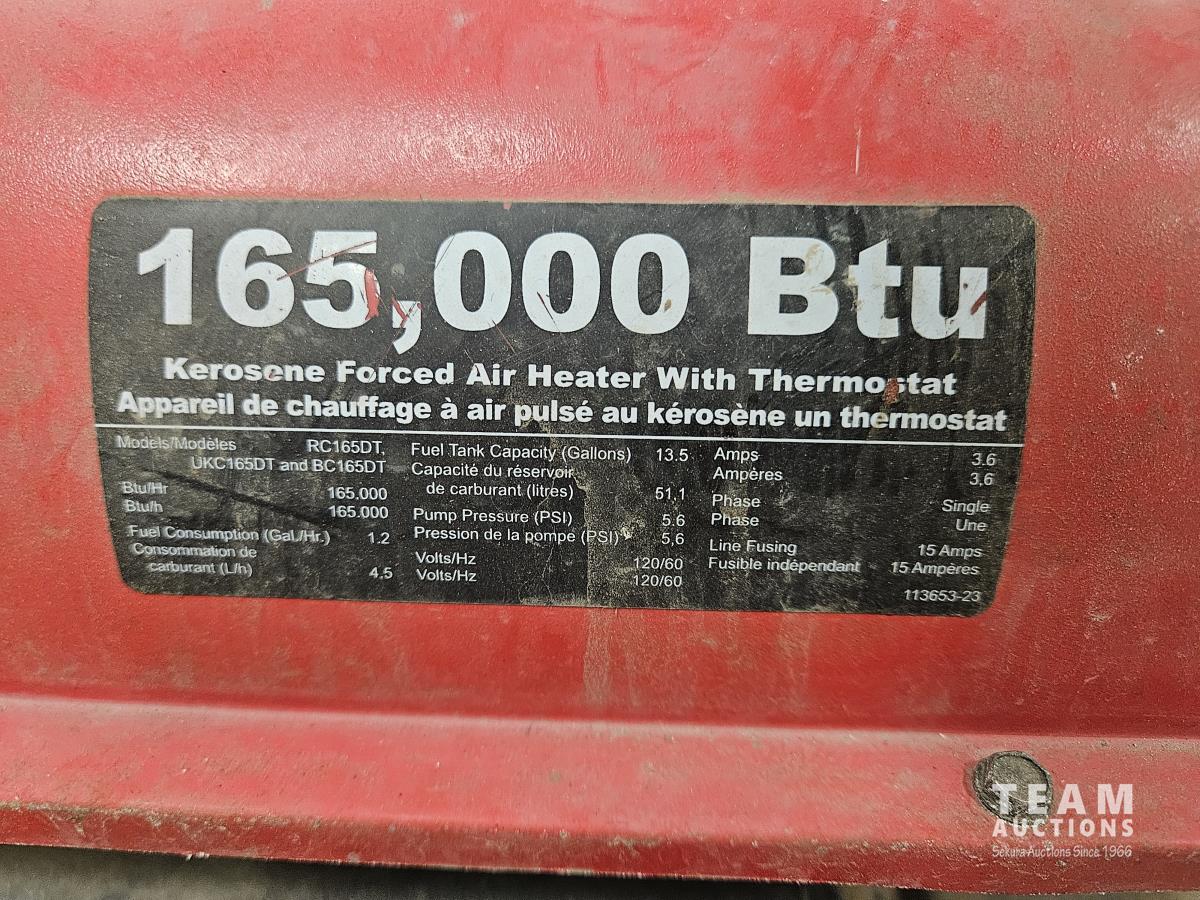 165,000 Btu
Kerosene Forced Air Heater With Thermostat
Appareil de chauffage à air pulsé au kérosène un thermostat
Models/Modèles RC165DT,
UKC165DT and BC165DT
Btu/Hr 165.000
Btu/h 165.000
Fuel Consumption (Gal./Hr.) 1.2
Consommation de
carburant (L/h) 4.5
Fuel Tank Capacity (Gallons) 13.5
Capacité du réservoir
de carburant (litres) 51,1
Pump Pressure (PSI) 5.6
Pression de la pompe (PSI) 5,6
Volts/Hz 120/60
Volts/Hz 120/60
Amps 3.6
Ampères 3,6
Phase Single
Phase Une
Line Fusing 15 Amps
Fusible indépendant 15 Ampères
113653-23
TEAM
AUCTIONS
Sekura Auctions Since 1966